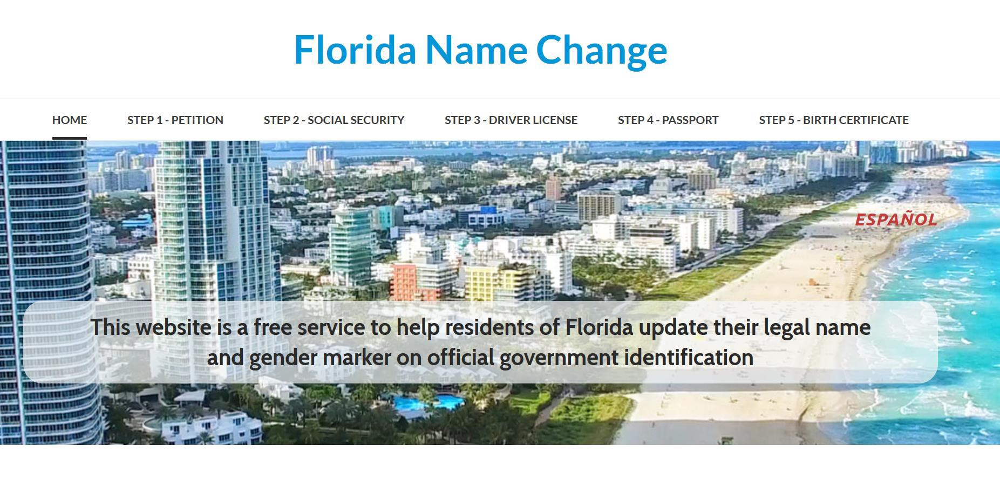 Florida Name Change
HOME STEP 1 - PETITION STEP 2 - SOCIAL SECURITY STEP 3 - DRIVER LICENSE STEP 4 - PASSPORT STEP 5 - BIRTH CERTIFICATE
ESPAÑOL
This website is a free service to help residents of Florida update their legal name
and gender marker on official government identification